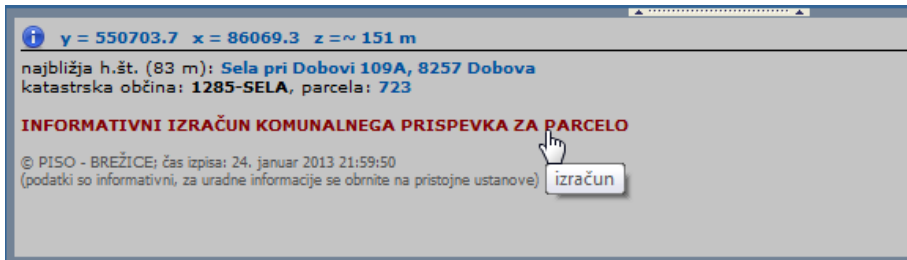 y = 550703.7 x = 86069.3 z =~ 151 m
najbližja h.št. (83 m): Sela pri Dobovi 109A, 8257 Dobova
katastrska občina: 1285-SELA, parcela: 723
INFORMATIVNI IZRAČUN KOMUNALNEGA PRISPEVKA ZA PARCELO
© PISO - BREŽICE; čas izpisa: 24. januar 2013 21:59:50
(podatki so informativni, za uradne informacije se obrnite na pristojne ustanove)
izračun